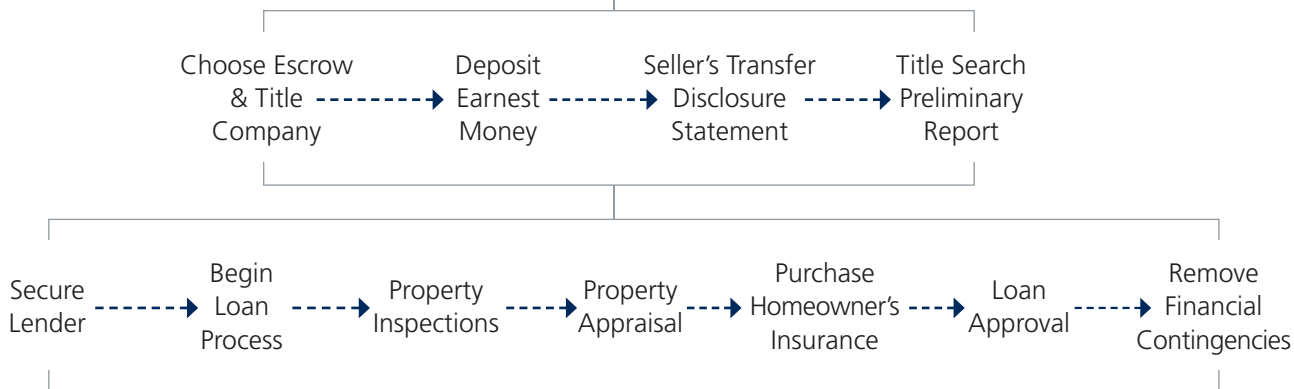 Choose Escrow
& Title
Company
Deposit
Earnest
Money
Seller’s Transfer
Disclosure
Statement
Title Search
Preliminary
Report
Secure
Lender
Begin
Loan
Process
Property
Inspections
Property
Appraisal
Purchase
Homeowner’s
Insurance
Loan
Approval
Remove
Financial
Contingencies